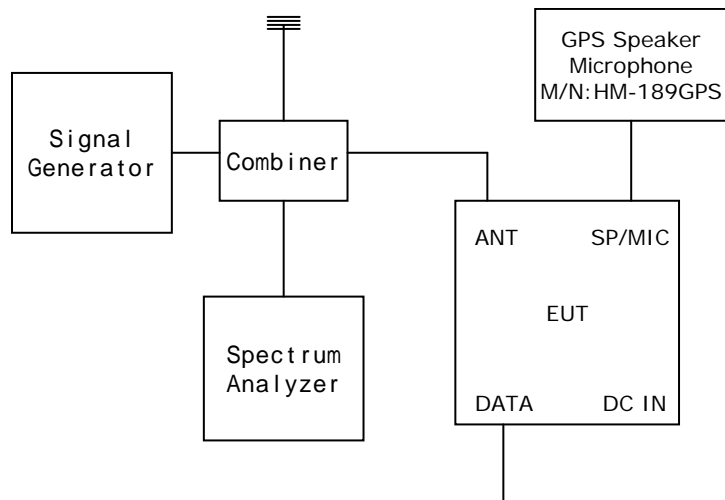 GPS Speaker
Microphone
M/N:HM-189GPS
Signal
Generator
Combiner
ANT SP/MIC
EUT
Spectrum
Analyzer
DATA DC IN